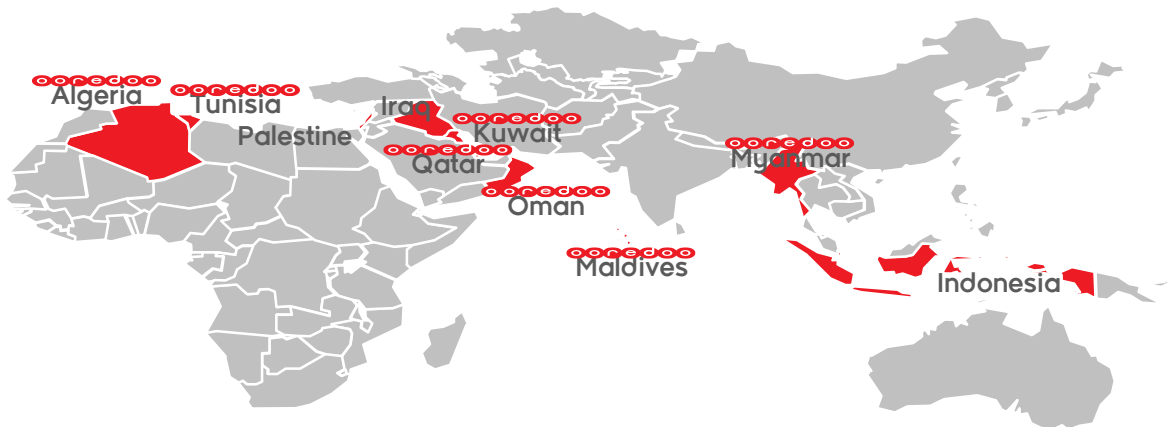 ooredoo
Algeria
ooredoo
Tunisia
Palestine
Iraq
ooredoo
Kuwait
ooredoo
Qatar
ooredoo
Oman
ooredoo
Maldives
ooredoo
Myanmar
Indonesia